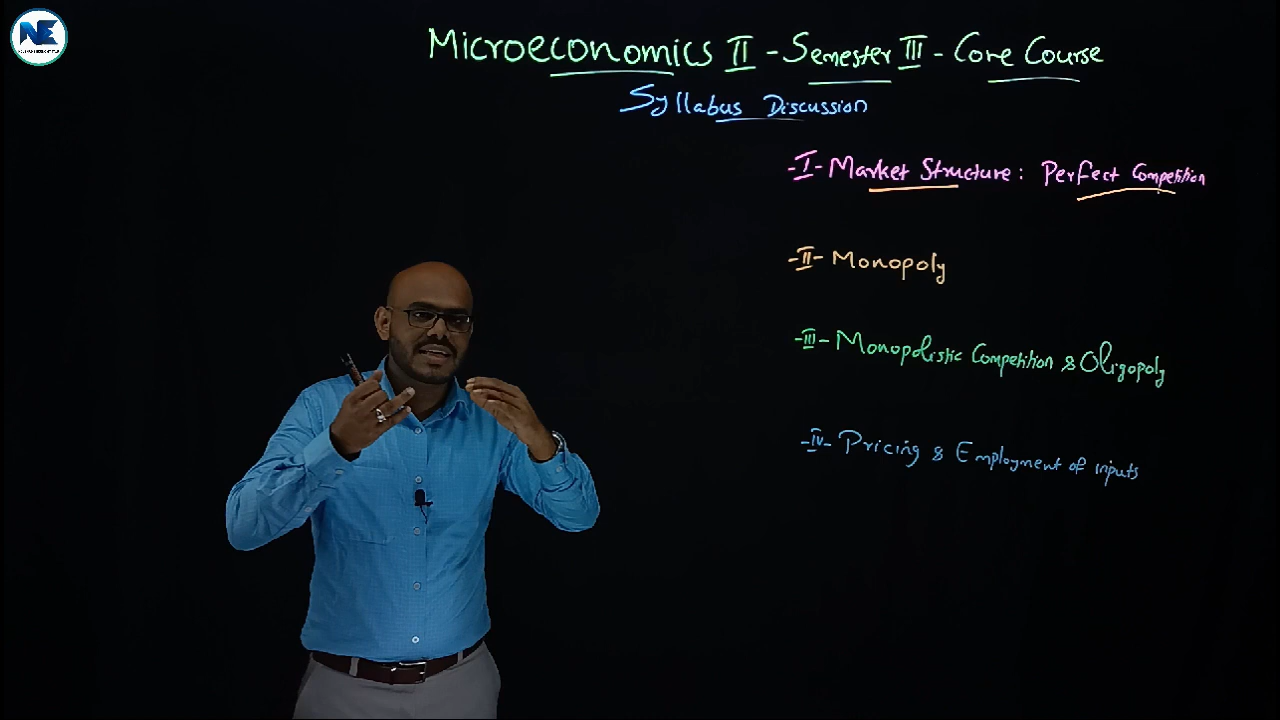 NE
Microeconomics II - Semester III - Core Course
Syllabus Discussion
-I- Market Structure: Perfect Competition
-II- Monopoly
-III- Monopolistic Competition & Oligopoly
-IV- Pricing & Employment of inputs